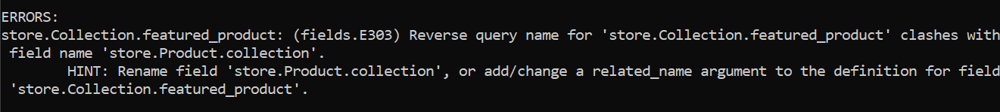 ERRORS:
store.Collection.featured_product: (fields.E303) Reverse query name for 'store.Collection.featured_product' clashes with
 field name 'store.Product.collection'.
        HINT: Rename field 'store.Product.collection', or add/change a related_name argument to the definition for field
 'store.Collection.featured_product'.